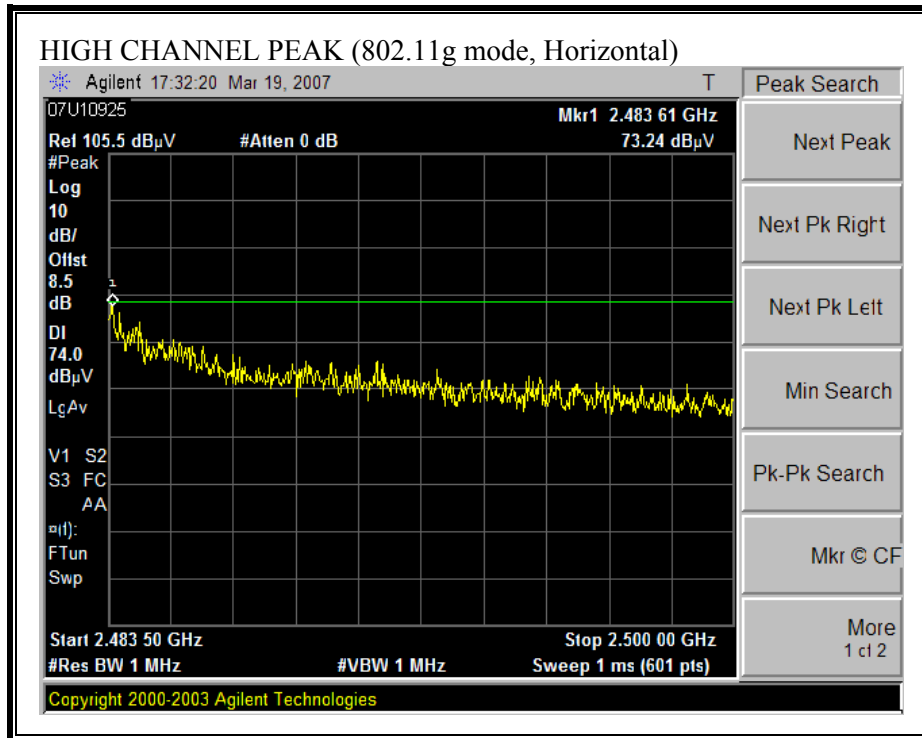 HIGH CHANNEL PEAK (802.11g mode, Horizontal)
Agilent 17:32:20 Mar 19, 2007 T
Peak Search
07U10925
Mkr1 2.483 61 GHz
Ref 105.5 dBµV #Atten 0 dB 73.24 dBµV
#Peak
Log
10
dB/
Offst
8.5
dB
DI
74.0
dBµV
LgAv
V1 S2
S3 FC
AA
¤(f):
FTun
Swp
1
Start 2.483 50 GHz Stop 2.500 00 GHz
#Res BW 1 MHz #VBW 1 MHz Sweep 1 ms (601 pts)
Copyright 2000-2003 Agilent Technologies
Next Peak
Next Pk Right
Next Pk Left
Min Search
Pk-Pk Search
Mkr © CF
More
1 of 2